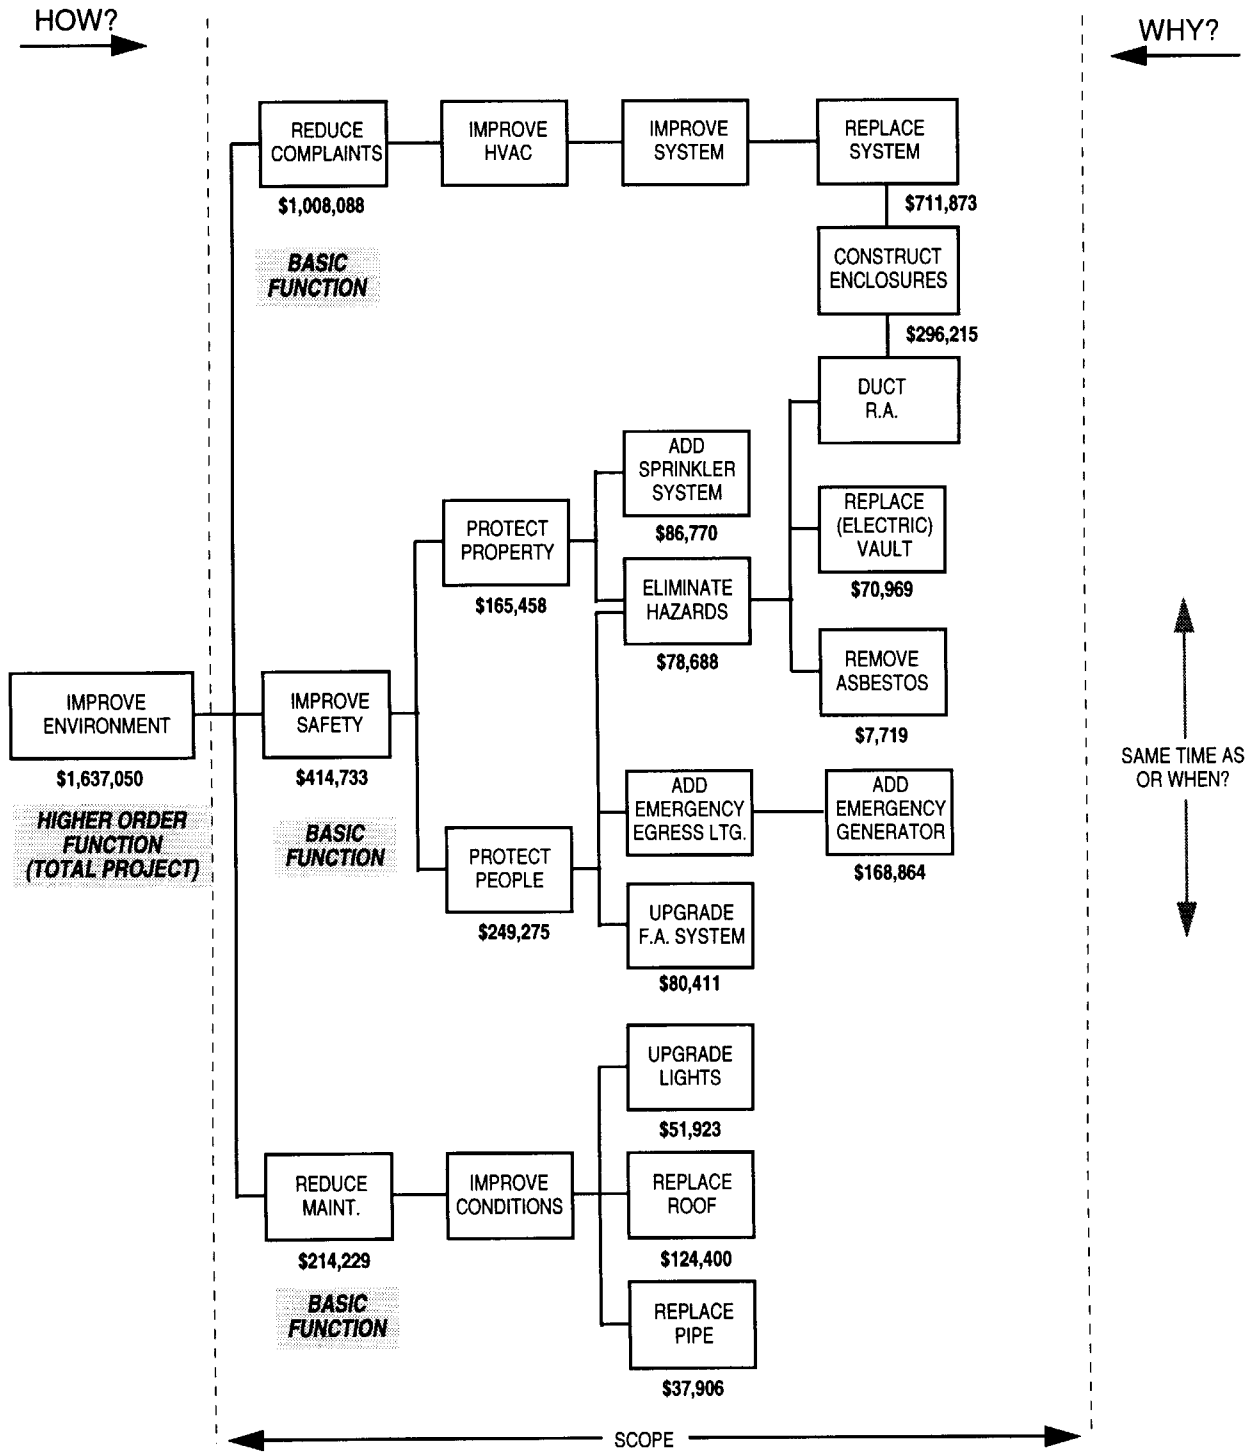 HOW?
WHY?
REDUCE
COMPLAINTS
$1,008,088
BASIC
FUNCTION
IMPROVE
HVAC
IMPROVE
SYSTEM
REPLACE
SYSTEM
$711,873
CONSTRUCT
ENCLOSURES
$296,215
DUCT
R.A.
ADD
SPRINKLER
SYSTEM
$86,770
PROTECT
PROPERTY
$165,458
ELIMINATE
HAZARDS
$78,688
REPLACE
(ELECTRIC)
VAULT
$70,969
REMOVE
ASBESTOS
$7,719
IMPROVE
ENVIRONMENT
$1,637,050
HIGHER ORDER
FUNCTION
(TOTAL PROJECT)
IMPROVE
SAFETY
$414,733
BASIC
FUNCTION
PROTECT
PEOPLE
$249,275
ADD
EMERGENCY
EGRESS LTG.
ADD
EMERGENCY
GENERATOR
$168,864
UPGRADE
F.A. SYSTEM
$80,411
SAME TIME AS
OR WHEN?
UPGRADE
LIGHTS
$51,923
REDUCE
MAINT.
$214,229
BASIC
FUNCTION
IMPROVE
CONDITIONS
REPLACE
ROOF
$124,400
REPLACE
PIPE
$37,906
SCOPE